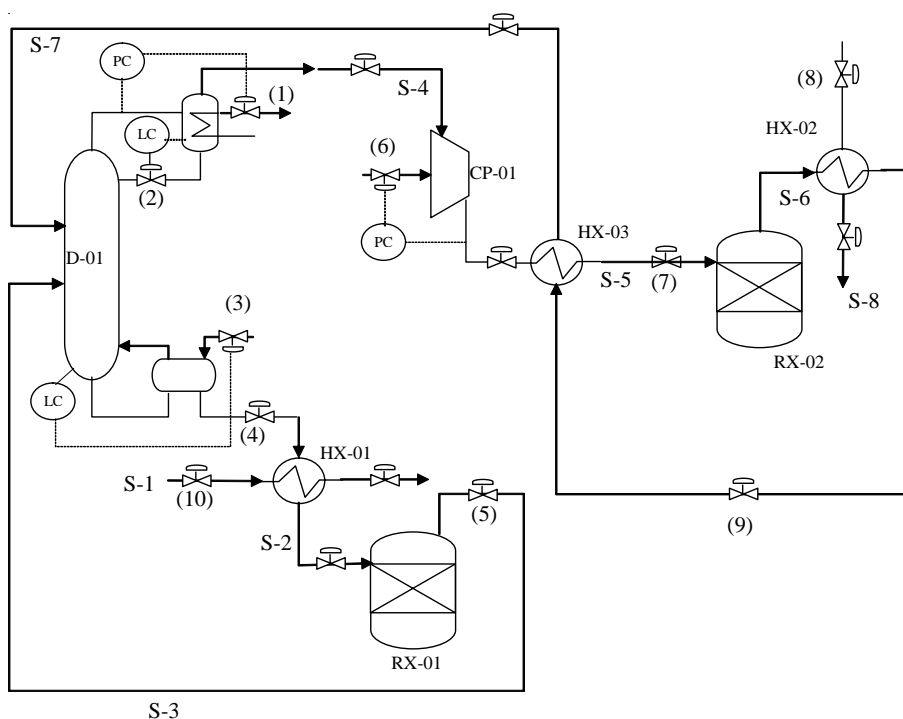 S-7
PC
(1)
S-4
(8)
LC
(2)
(6)
CP-01
HX-02
S-6
D-01
PC
HX-03
S-5
(7)
S-8
(3)
RX-02
LC
(4)
HX-01
S-1
(10)
(5)
S-2
(9)
RX-01
S-3